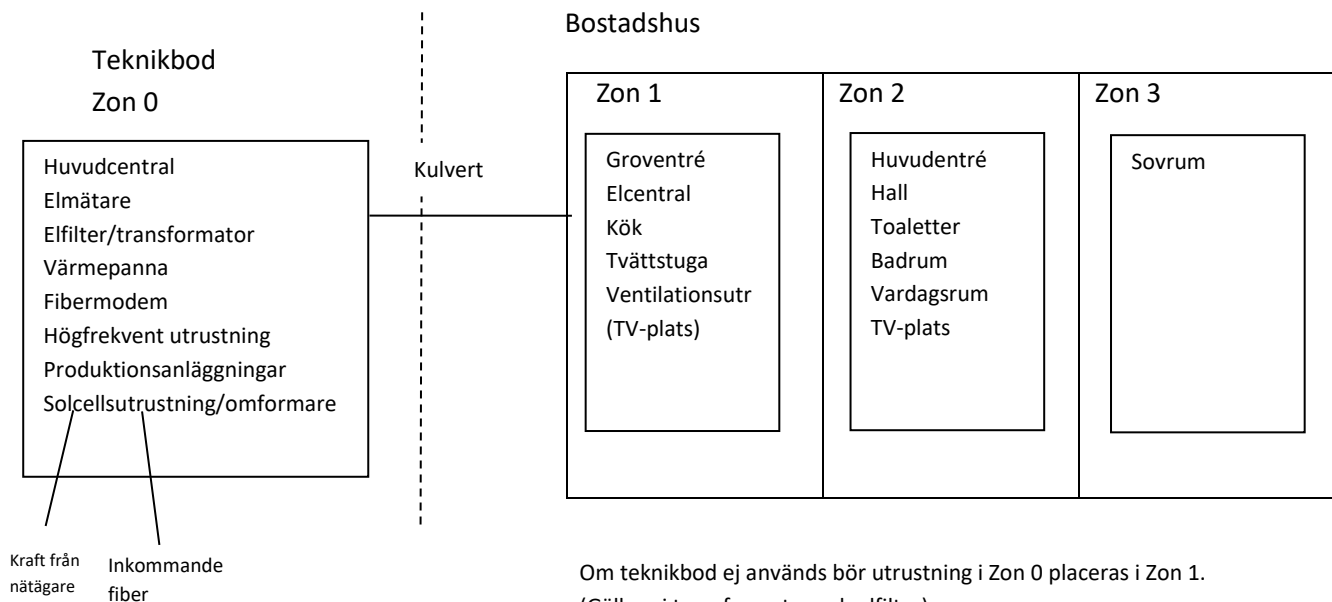 Teknikbod
Zon 0
Huvudcentral
Elmätare
Elfilter/transformator
Värmepanna
Fibermodem
Högfrekvent utrustning
Produktionsanläggningar
Solcellsutrustning/omformare
Kraft från
nätägare
Inkommande
fiber
Kulvert
Bostadshus
Zon 1
Groventré
Elcentral
Kök
Tvättstuga
Ventilationsutr
(TV-plats)
Zon 2
Huvudentré
Hall
Toaletter
Badrum
Vardagsrum
TV-plats
Zon 3
Sovrum
Om teknikbod ej används bör utrustning i Zon 0 placeras i Zon 1.